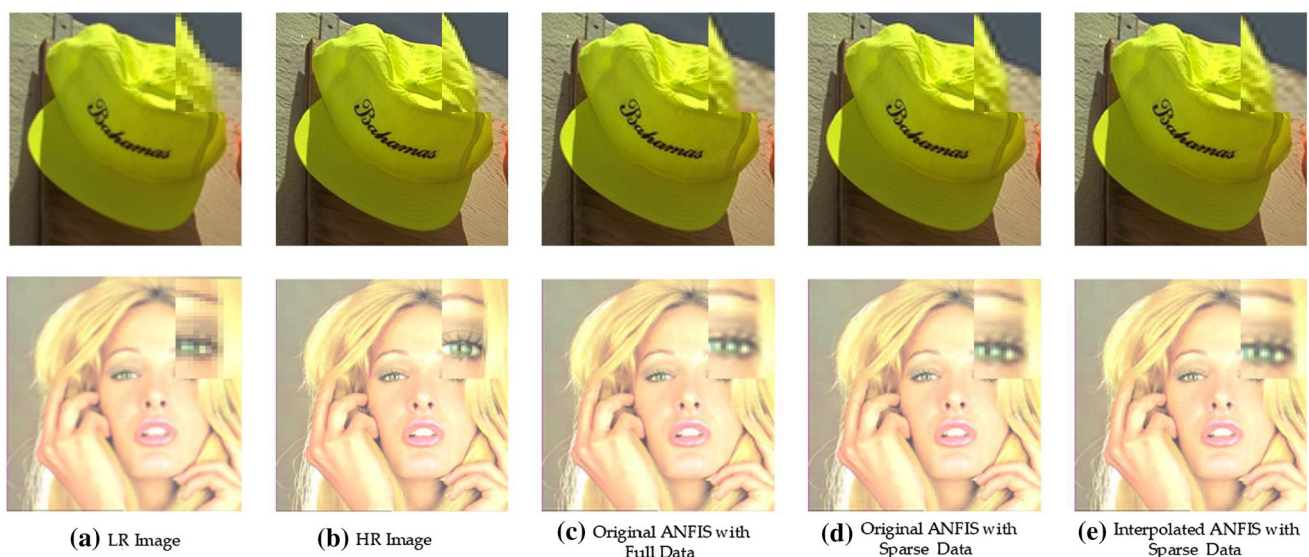 Bahamas
Bahamas
Bahamas
Bahamas
Bahamas
(a) LR Image
(b) HR Image
(c) Original ANFIS with
Full Data
(d) Original ANFIS with
Sparse Data
(e) Interpolated ANFIS with
Sparse Data